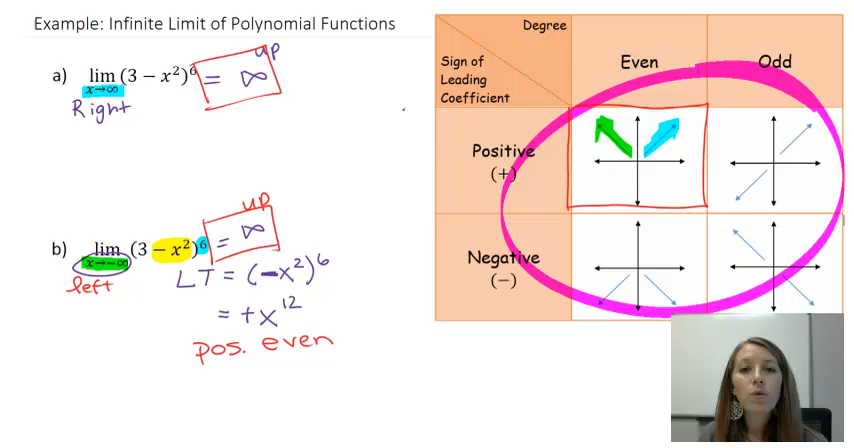 Example: Infinite Limit of Polynomial Functions
up
a) lim (3 − x²)⁶ = ∞
x→∞
Right
up
b) lim (3 − x²)⁶ = ∞
x→−∞
left
LT = (−x²)⁶
= +x¹²
pos. even
Degree
Sign of
Leading
Coefficient
Even
Odd
Positive
(+)
Negative
(−)